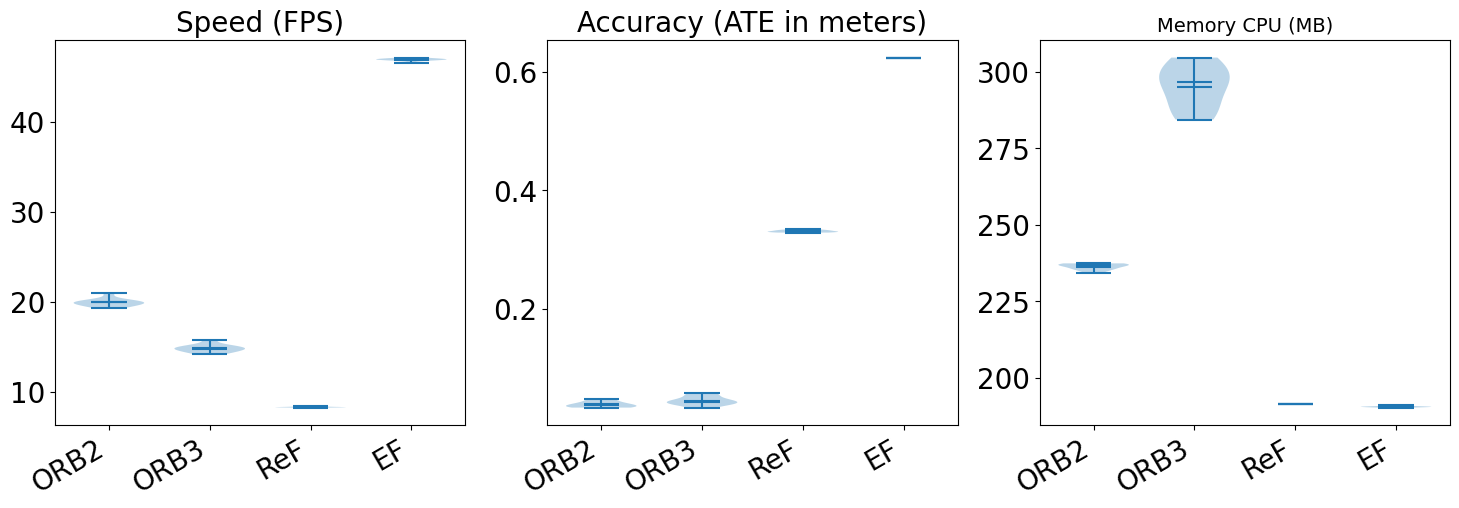 Speed (FPS)
40
30
20
10
ORB2
ORB3
ReF
EF
Accuracy (ATE in meters)
0.6
0.4
0.2
ORB2
ORB3
ReF
EF
Memory CPU (MB)
300
275
250
225
200
ORB2
ORB3
ReF
EF